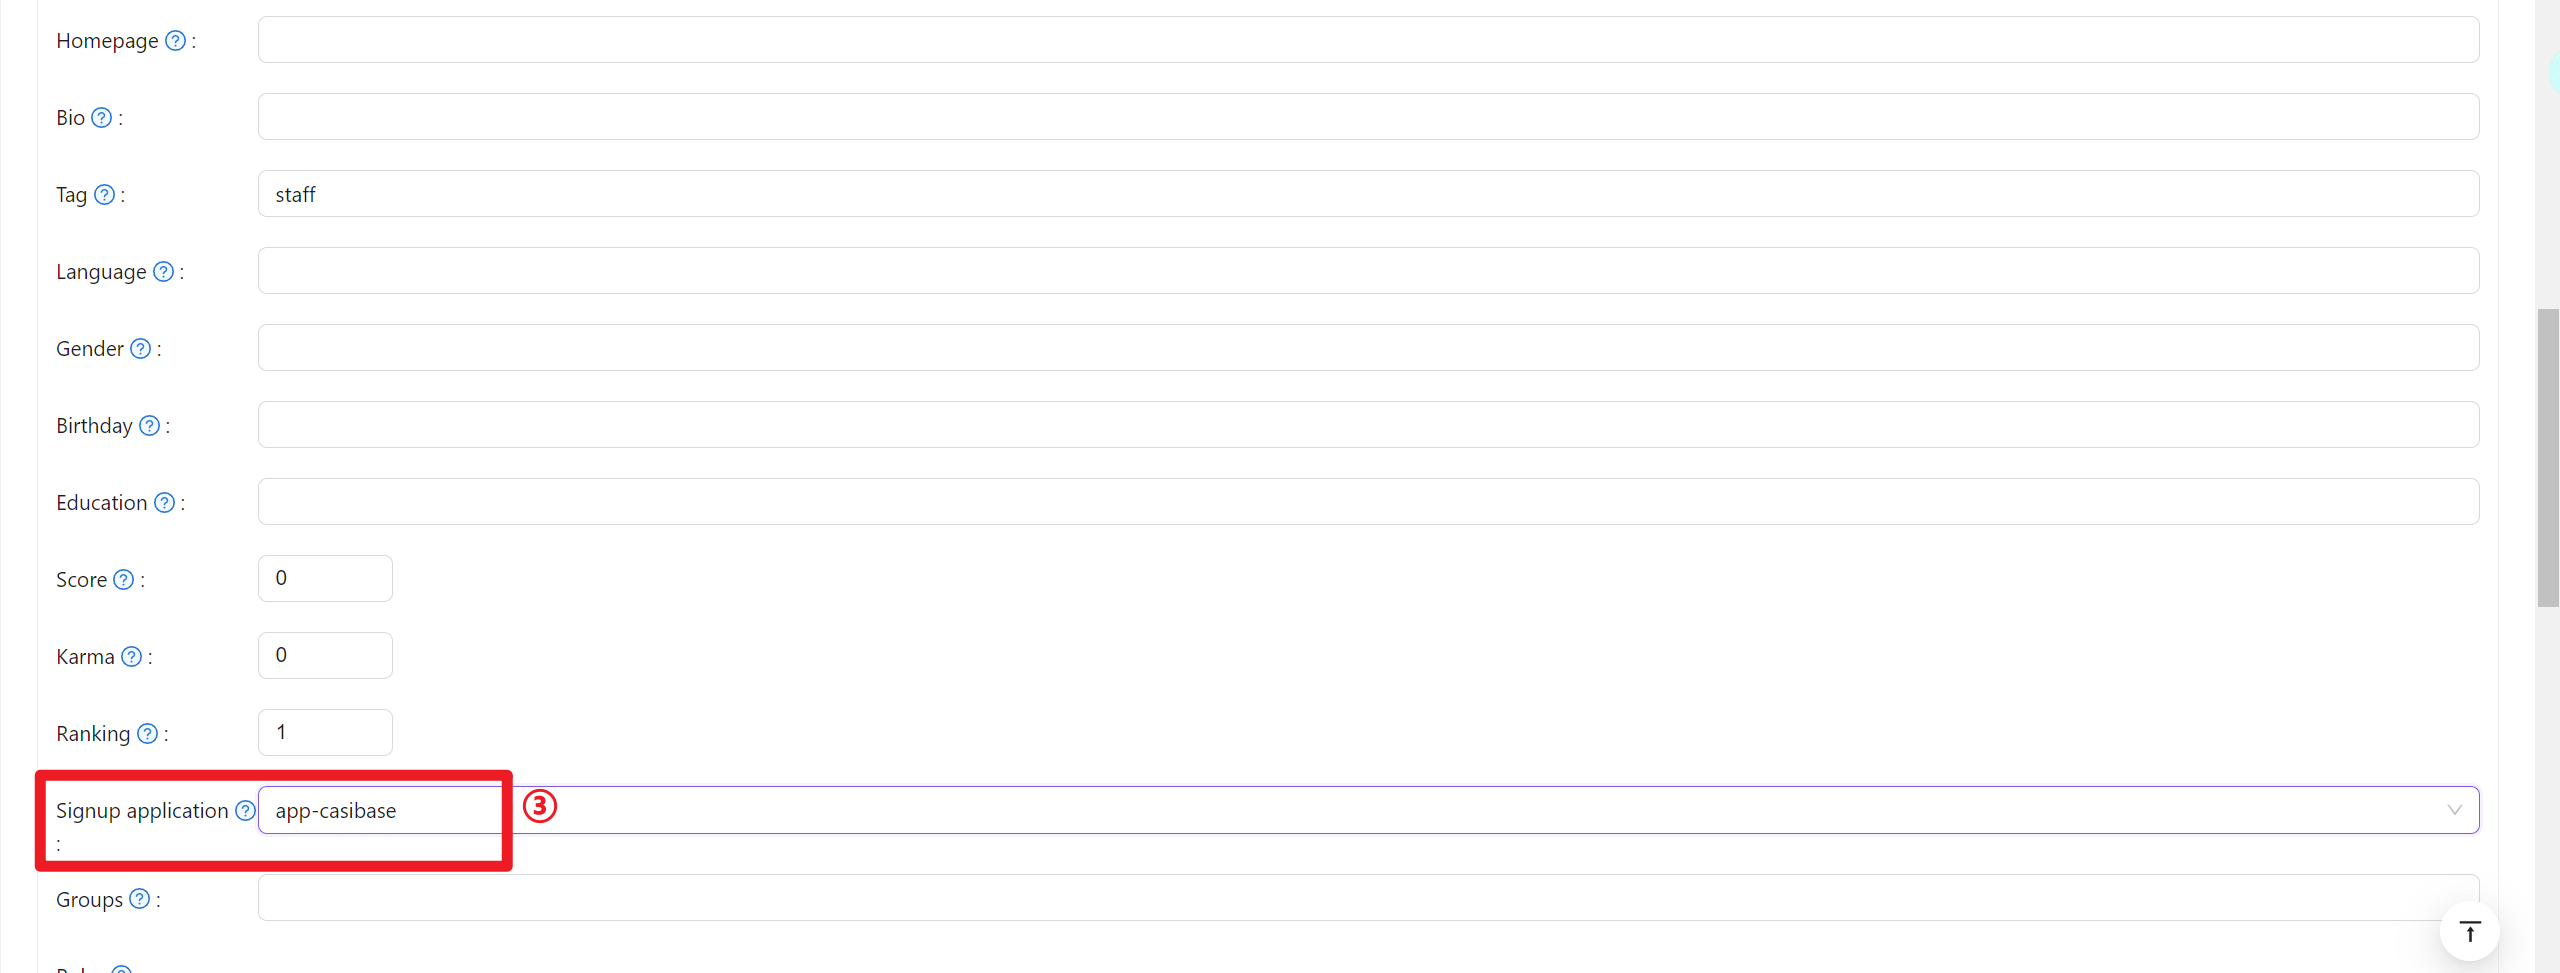 Homepage ? :
Bio ? :
Tag ? : staff
Language ? :
Gender ? :
Birthday ? :
Education ? :
Score ? : 0
Karma ? : 0
Ranking ? : 1
Signup application ? app-casibase ③
:
Groups ? :